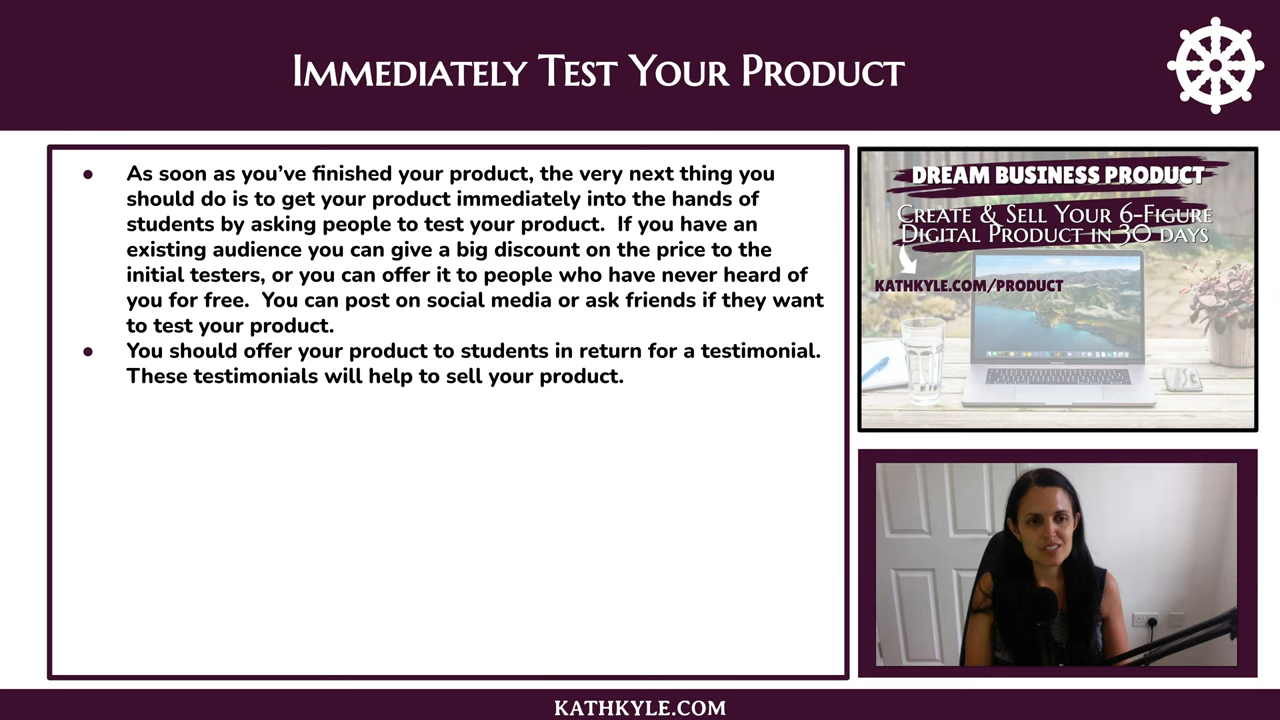 Immediately Test Your Product
● As soon as you’ve finished your product, the very next thing you
should do is to get your product immediately into the hands of
students by asking people to test your product.  If you have an
existing audience you can give a big discount on the price to the
initial testers, or you can offer it to people who have never heard of
you for free.  You can post on social media or ask friends if they want
to test your product.
● You should offer your product to students in return for a testimonial.
These testimonials will help to sell your product.
DREAM BUSINESS PRODUCT
Create & Sell Your 6-Figure
Digital Product in 30 days
KATHKYLE.COM/PRODUCT
KATHKYLE.COM